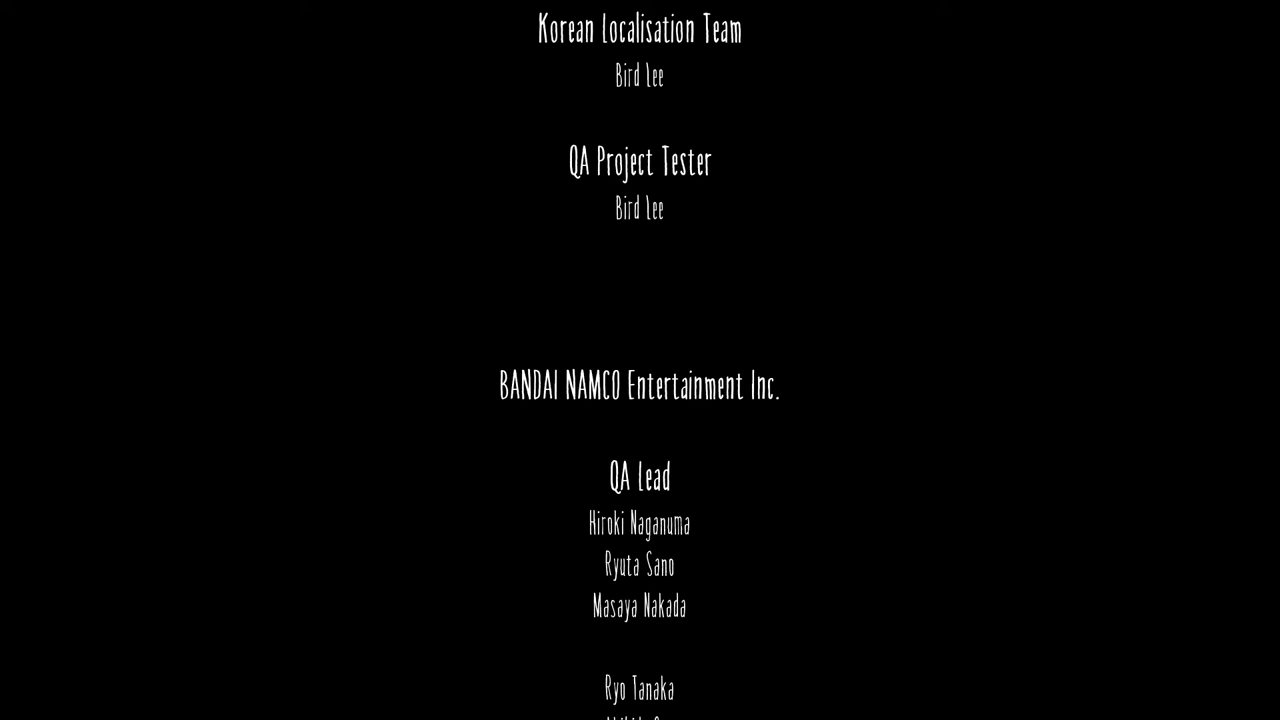 Korean Localisation Team
Bird Lee
QA Project Tester
Bird Lee
BANDAI NAMCO Entertainment Inc.
QA Lead
Hiroki Naganuma
Ryuta Sano
Masaya Nakada
Ryo Tanaka